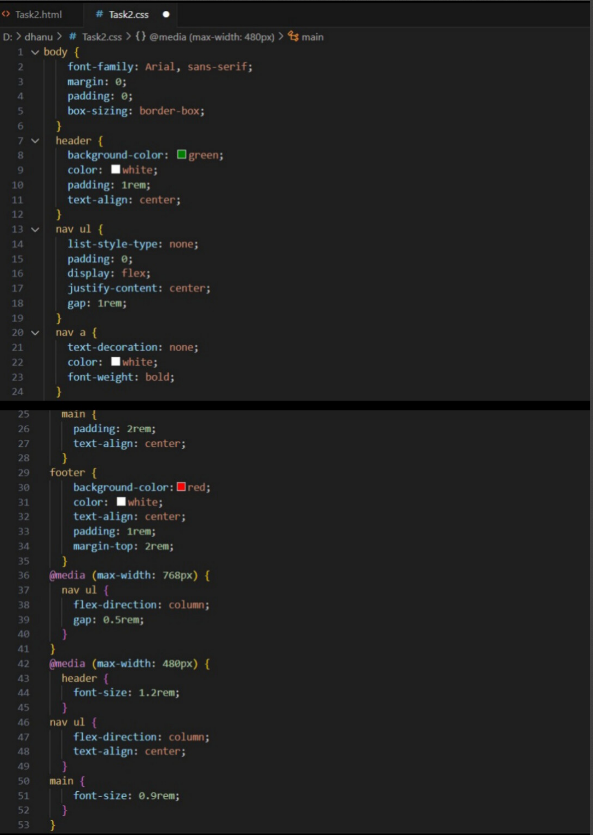 Task2.html
# Task2.css
D: > dhanu > # Task2.css > {} @media (max-width: 480px) > main
1 body {
2 font-family: Arial, sans-serif;
3 margin: 0;
4 padding: 0;
5 box-sizing: border-box;
6 }
7 header {
8 background-color: green;
9 color: white;
10 padding: 1rem;
11 text-align: center;
12 }
13 nav ul {
14 list-style-type: none;
15 padding: 0;
16 display: flex;
17 justify-content: center;
18 gap: 1rem;
19 }
20 nav a {
21 text-decoration: none;
22 color: white;
23 font-weight: bold;
24 }
25 main {
26 padding: 2rem;
27 text-align: center;
28 }
29 footer {
30 background-color: red;
31 color: white;
32 text-align: center;
33 padding: 1rem;
34 margin-top: 2rem;
35 }
36 @media (max-width: 768px) {
37 nav ul {
38 flex-direction: column;
39 gap: 0.5rem;
40 }
41 }
42 @media (max-width: 480px) {
43 header {
44 font-size: 1.2rem;
45 }
46 nav ul {
47 flex-direction: column;
48 text-align: center;
49 }
50 main {
51 font-size: 0.9rem;
52 }
53 }